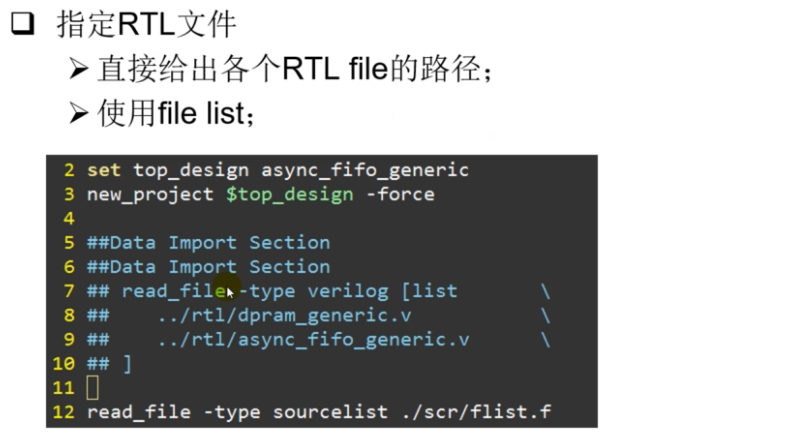 指定RTL文件
直接给出各个RTL file的路径;
使用file list;
2 set top_design async_fifo_generic
3 new_project $top_design -force
4
5 ##Data Import Section
6 ##Data Import Section
7 ## read_file -type verilog [list \
8 ## ../rtl/dpram_generic.v \
9 ## ../rtl/async_fifo_generic.v \
10 ## ]
11
12 read_file -type sourcelist ./scr/flist.f